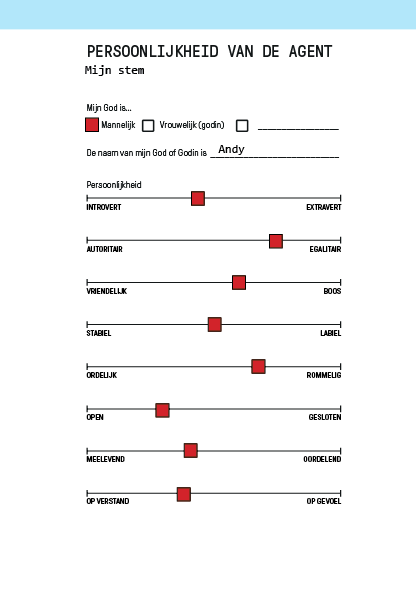 PERSOONLIJKHEID VAN DE AGENT
Mijn stem
Mijn God is...
Mannelijk Vrouwelijk (godin) _________________
De naam van mijn God of Godin is Andy
Persoonlijkheid
INTROVERT EXTRAVERT
AUTORITAIR EGALITAIR
VRIENDELIJK BOOS
STABIEL LABIEL
ORDELIJK ROMMELIG
OPEN GESLOTEN
MEELEVEND OORDELEND
OP VERSTAND OP GEVOEL